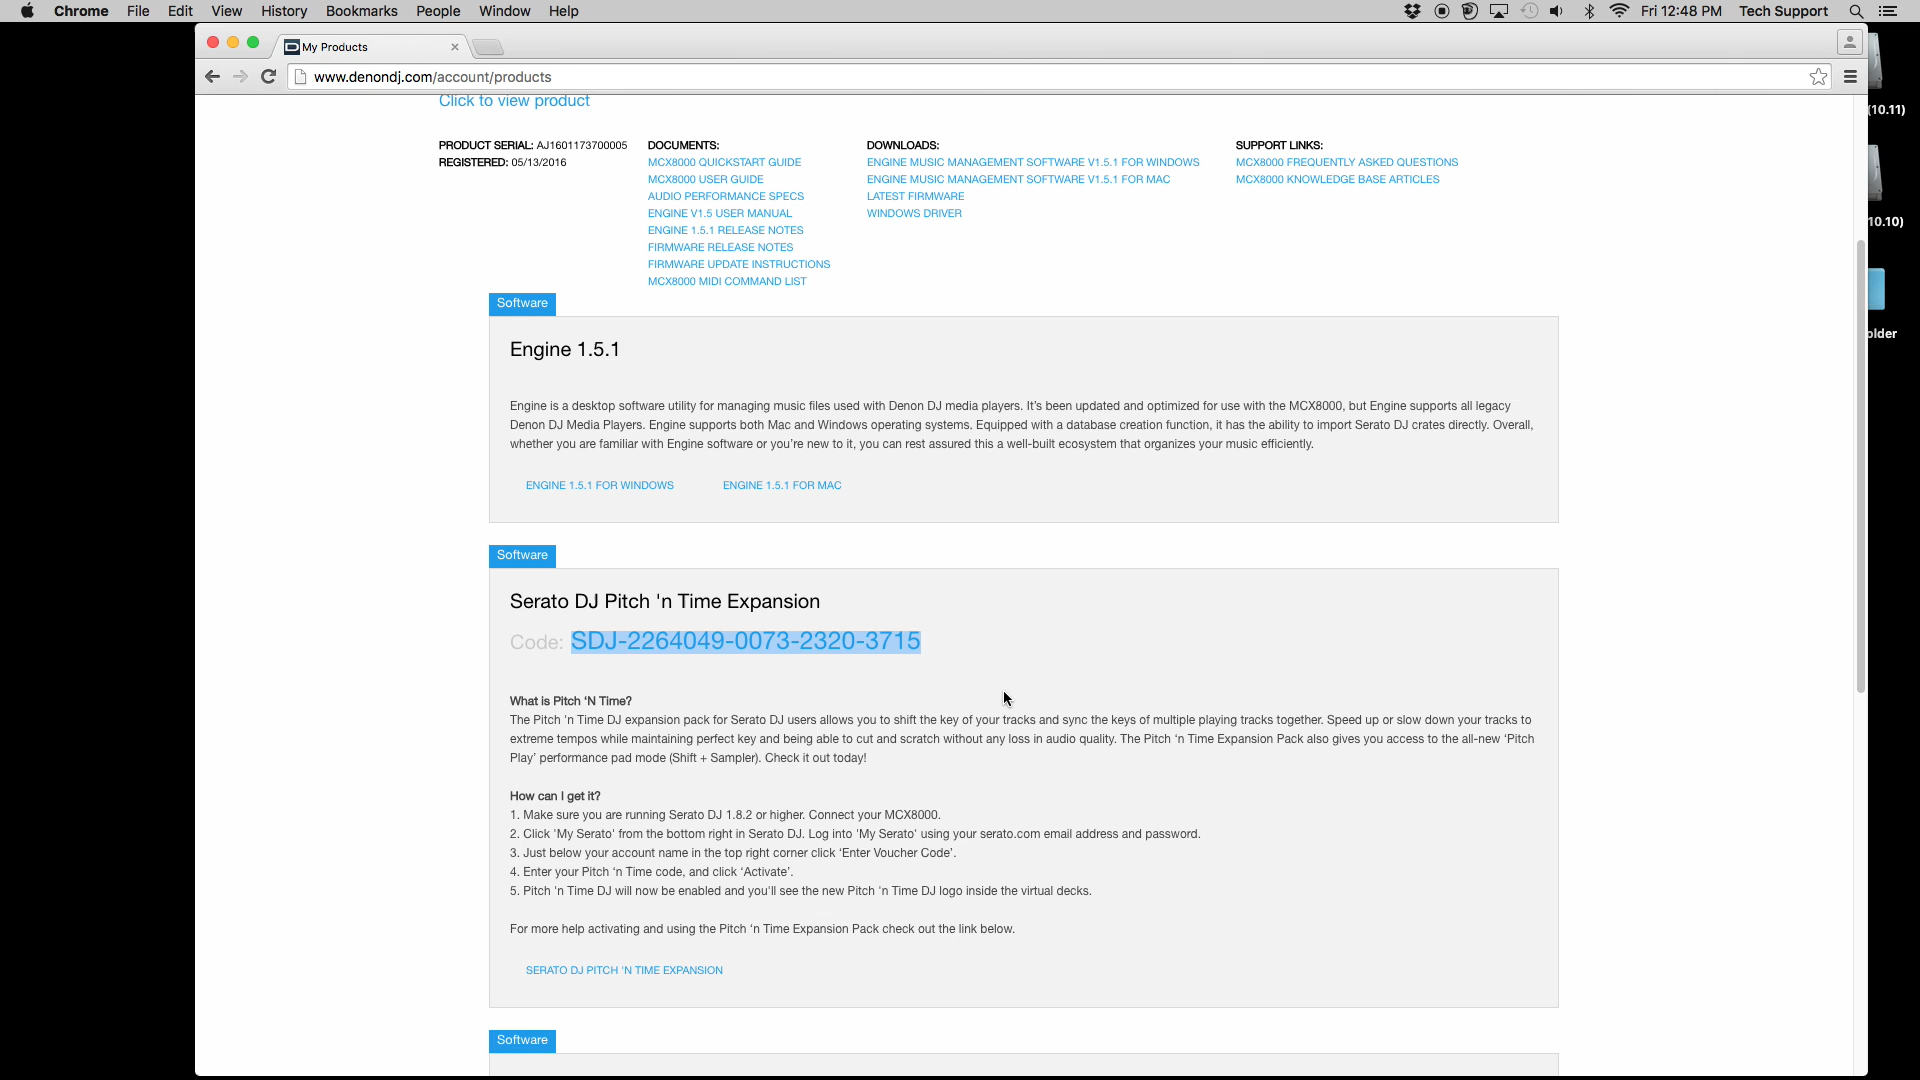 Chrome File Edit View History Bookmarks People Window Help Fri 12:48 PM Tech Support
My Products
www.denondj.com/account/products
(10.11)
10.10)
older
Click to view product
PRODUCT SERIAL: AJ1601173700005
REGISTERED: 05/13/2016
DOCUMENTS:
MCX8000 QUICKSTART GUIDE
MCX8000 USER GUIDE
AUDIO PERFORMANCE SPECS
ENGINE V1.5 USER MANUAL
ENGINE 1.5.1 RELEASE NOTES
FIRMWARE RELEASE NOTES
FIRMWARE UPDATE INSTRUCTIONS
MCX8000 MIDI COMMAND LIST
DOWNLOADS:
ENGINE MUSIC MANAGEMENT SOFTWARE V1.5.1 FOR WINDOWS
ENGINE MUSIC MANAGEMENT SOFTWARE V1.5.1 FOR MAC
LATEST FIRMWARE
WINDOWS DRIVER
SUPPORT LINKS:
MCX8000 FREQUENTLY ASKED QUESTIONS
MCX8000 KNOWLEDGE BASE ARTICLES
Software
Engine 1.5.1
Engine is a desktop software utility for managing music files used with Denon DJ media players. It's been updated and optimized for use with the MCX8000, but Engine supports all legacy
Denon DJ Media Players. Engine supports both Mac and Windows operating systems. Equipped with a database creation function, it has the ability to import Serato DJ crates directly. Overall,
whether you are familiar with Engine software or you're new to it, you can rest assured this a well-built ecosystem that organizes your music efficiently.
ENGINE 1.5.1 FOR WINDOWS ENGINE 1.5.1 FOR MAC
Software
Serato DJ Pitch 'n Time Expansion
Code: SDJ-2264049-0073-2320-3715
What is Pitch ‘N Time?
The Pitch 'n Time DJ expansion pack for Serato DJ users allows you to shift the key of your tracks and sync the keys of multiple playing tracks together. Speed up or slow down your tracks to
extreme tempos while maintaining perfect key and being able to cut and scratch without any loss in audio quality. The Pitch ‘n Time Expansion Pack also gives you access to the all-new ‘Pitch
Play’ performance pad mode (Shift + Sampler). Check it out today!
How can I get it?
1. Make sure you are running Serato DJ 1.8.2 or higher. Connect your MCX8000.
2. Click 'My Serato' from the bottom right in Serato DJ. Log into 'My Serato' using your serato.com email address and password.
3. Just below your account name in the top right corner click ‘Enter Voucher Code’.
4. Enter your Pitch ‘n Time code, and click ‘Activate’.
5. Pitch 'n Time DJ will now be enabled and you'll see the new Pitch 'n Time DJ logo inside the virtual decks.
For more help activating and using the Pitch ‘n Time Expansion Pack check out the link below.
SERATO DJ PITCH 'N TIME EXPANSION
Software